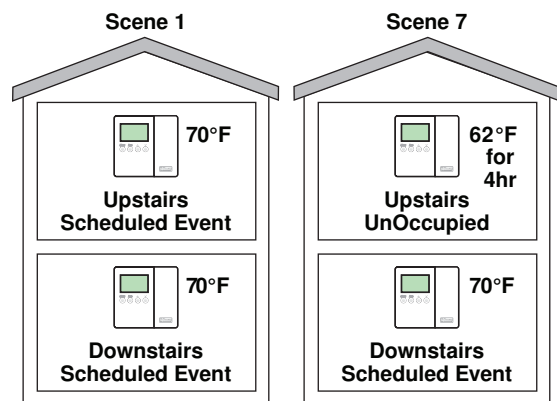 Scene 1
70°F
Upstairs
Scheduled Event
70°F
Downstairs
Scheduled Event
Scene 7
62°F
for
4hr
Upstairs
UnOccupied
70°F
Downstairs
Scheduled Event